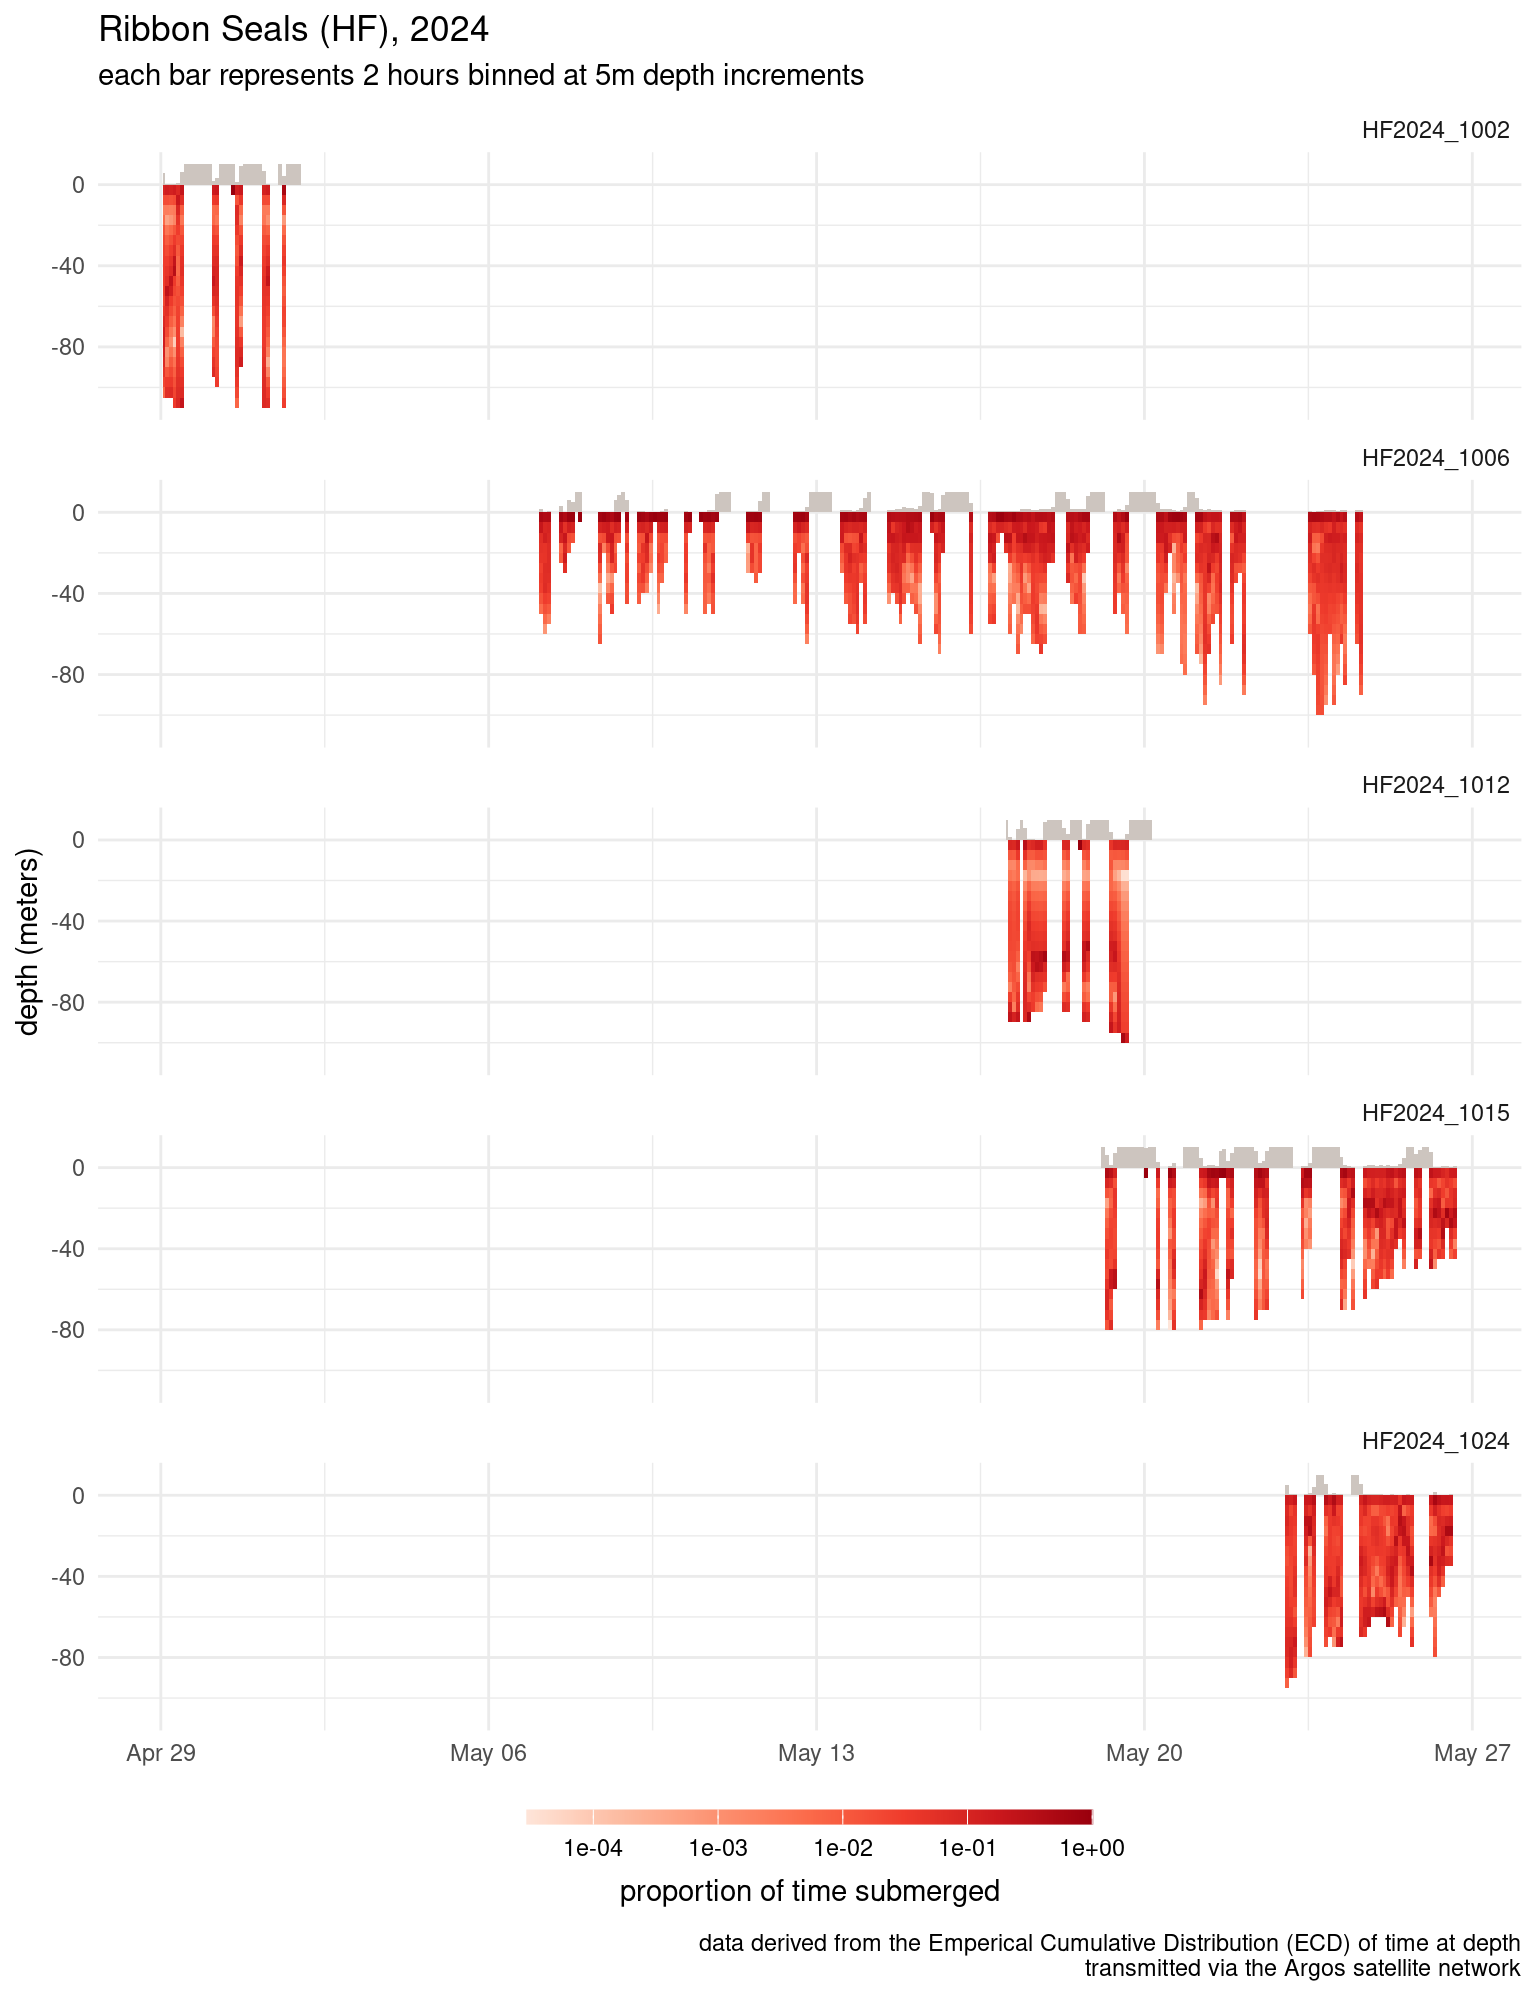 Ribbon Seals (HF), 2024
each bar represents 2 hours binned at 5m depth increments
HF2024_1002
0
-40
-80
HF2024_1006
0
-40
-80
HF2024_1012
0
-40
-80
depth (meters)
HF2024_1015
0
-40
-80
HF2024_1024
0
-40
-80
Apr 29 May 06 May 13 May 20 May 27
1e-04 1e-03 1e-02 1e-01 1e+00
proportion of time submerged
data derived from the Emperical Cumulative Distribution (ECD) of time at depth
transmitted via the Argos satellite network